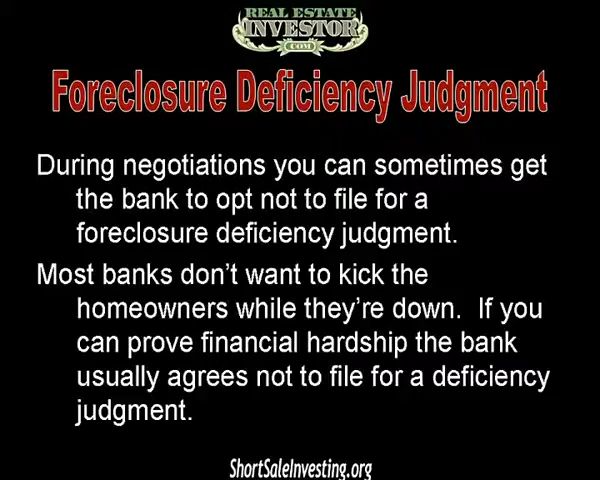 REAL ESTATE
INVESTOR
COM
Foreclosure Deficiency Judgment
During negotiations you can sometimes get
the bank to opt not to file for a
foreclosure deficiency judgment.
Most banks don't want to kick the
homeowners while they're down.  If you
can prove financial hardship the bank
usually agrees not to file for a deficiency
judgment.
ShortSaleInvesting.org